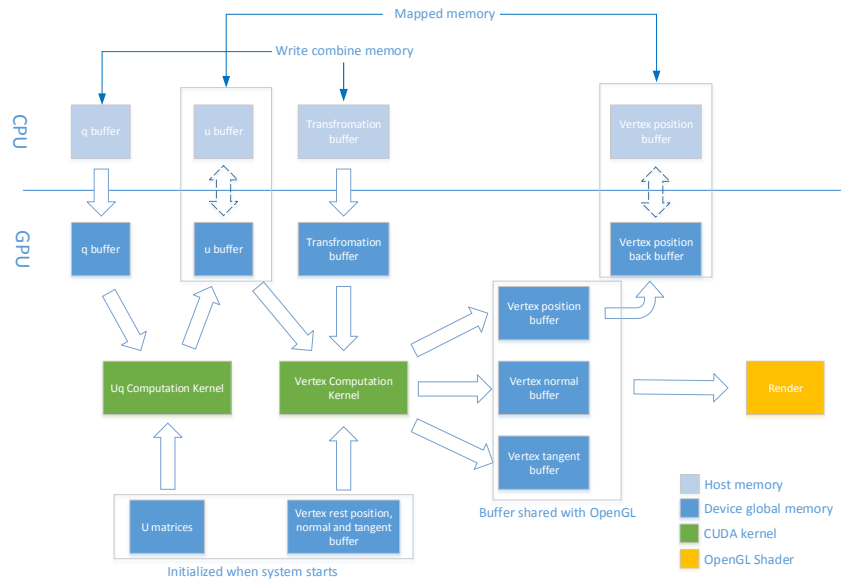 Mapped memory
Write combine memory
CPU
q buffer
u buffer
Transfromation
buffer
Vertex position
buffer
GPU
q buffer
u buffer
Transfromation
buffer
Vertex position
back buffer
Vertex position
buffer
Uq Computation Kernel
Vertex Computation
Kernel
Vertex normal
buffer
Render
Vertex tangent
buffer
U matrices
Vertex rest position,
normal and tangent
buffer
Buffer shared with OpenGL
Initialized when system starts
Host memory
Device global memory
CUDA kernel
OpenGL Shader